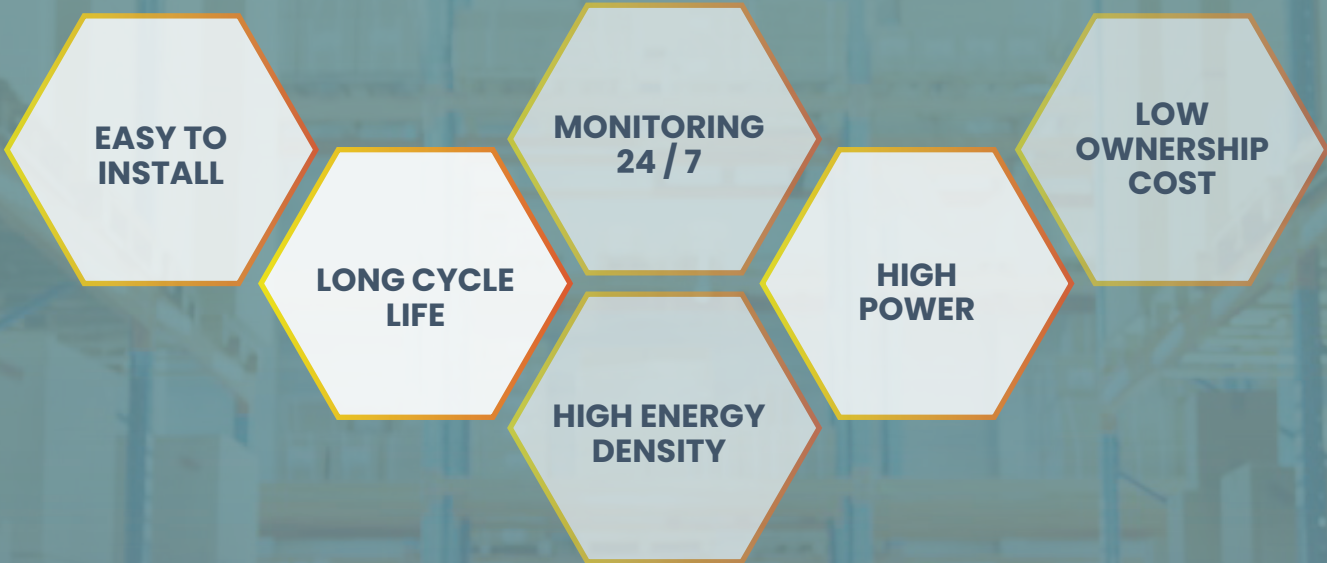 EASY TO
INSTALL
LONG CYCLE
LIFE
MONITORING
24 / 7
HIGH ENERGY
DENSITY
HIGH
POWER
LOW
OWNERSHIP
COST